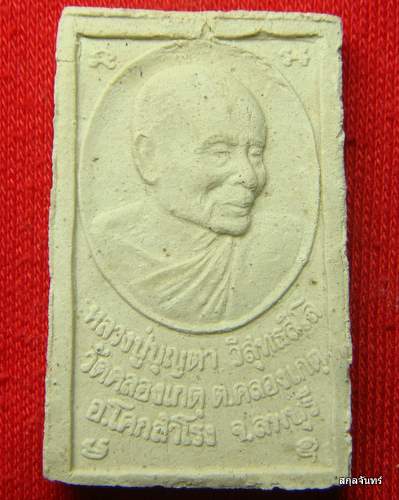 หลวงปู่บุญตา วิสุทธสีโล
วัดคลองเกตุ ต.คลองเกตุ
อ.โคกสำโรง จ.ลพบุรี
สกุลจันทร์